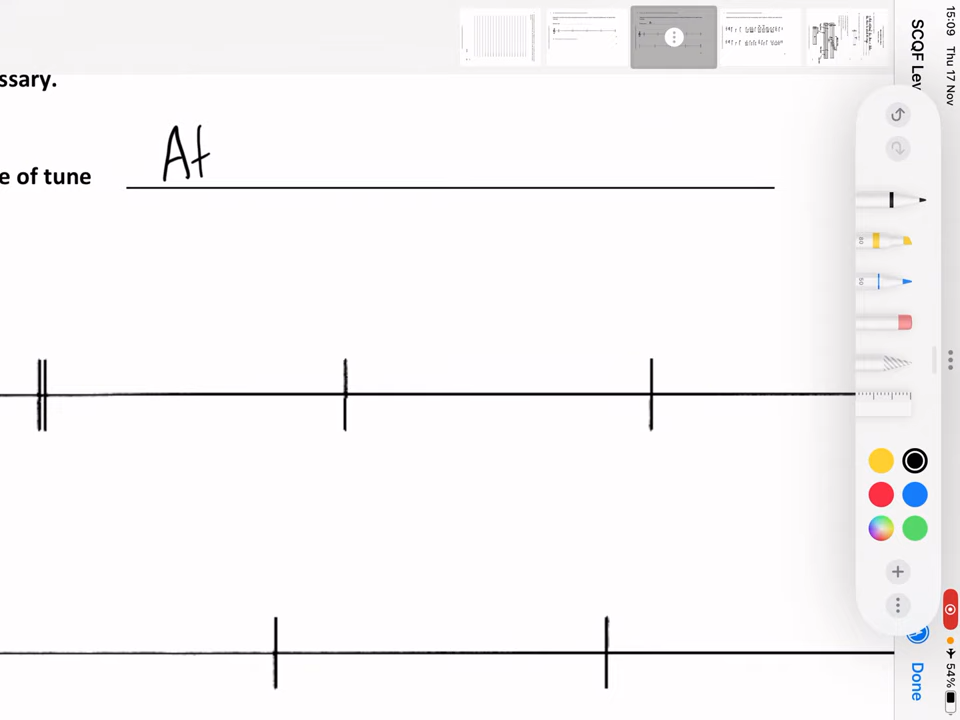 ssary.
e of tune At
15:09 Thu 17 Nov
SCQF Lev
54%
Done